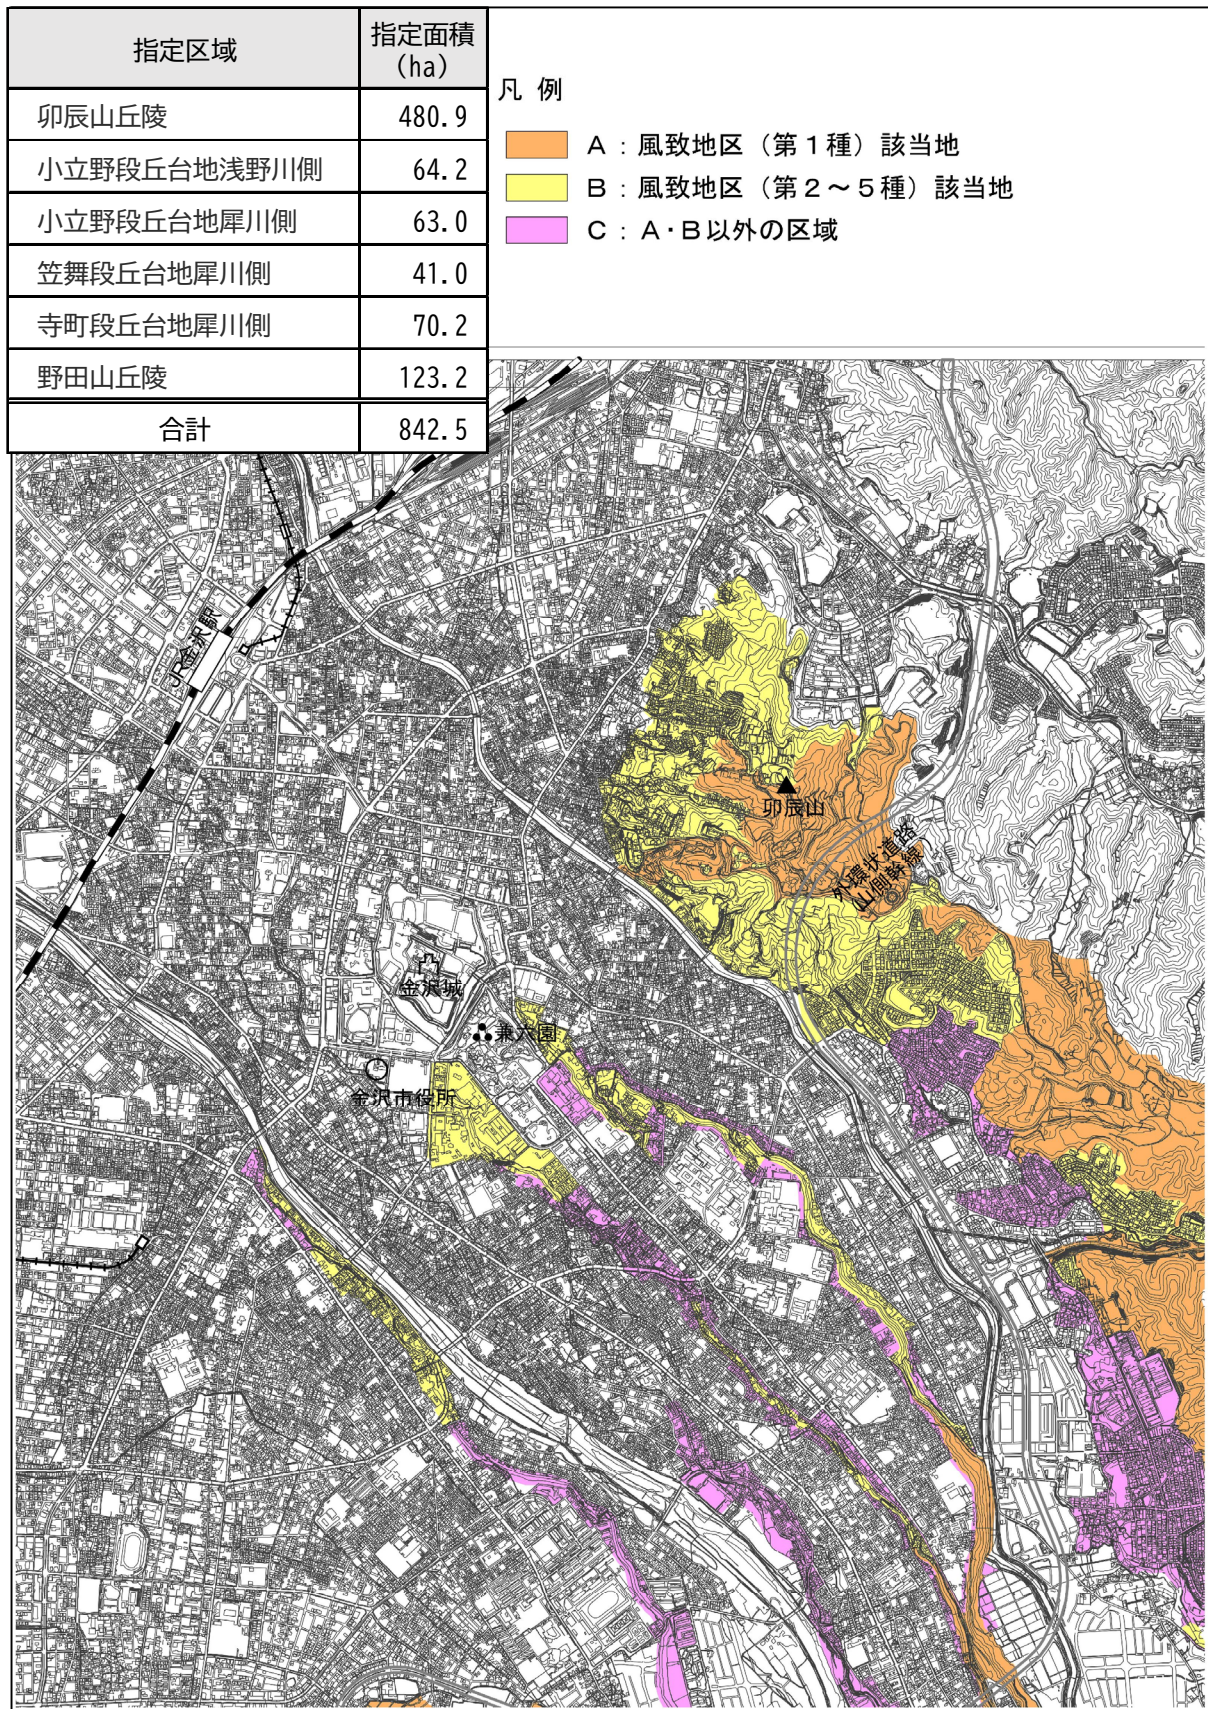 指定区域 指定面積(ha)
卯辰山丘陵 480.9
小立野段丘台地浅野川側 64.2
小立野段丘台地犀川側 63.0
笠舞段丘台地犀川側 41.0
寺町段丘台地犀川側 70.2
野田山丘陵 123.2
合計 842.5
凡 例
A：風致地区（第1種）該当地
B：風致地区（第2～5種）該当地
C：A・B以外の区域
JR金沢駅
卯辰山
外環状道路
山側幹線
金沢城
兼六園
金沢市役所